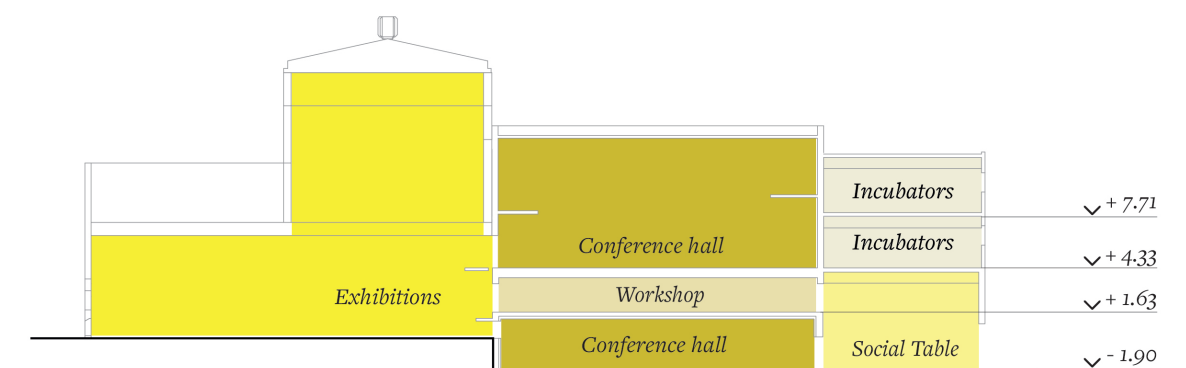 Incubators
+ 7.71
Conference hall
Incubators
+ 4.33
Exhibitions
Workshop
+ 1.63
Conference hall
Social Table
- 1.90